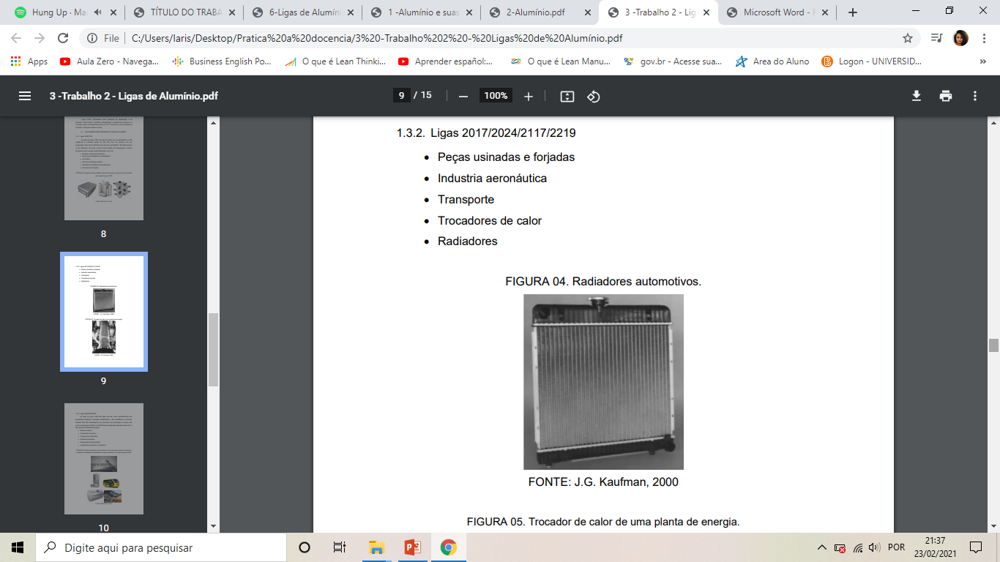 Hung Up · Ma
TÍTULO DO TRABA
6-Ligas de Alumíni
1 -Alumínio e suas
2-Alumínio.pdf
3 -Trabalho 2 - Lig
Microsoft Word - F
File
C:/Users/laris/Desktop/Pratica%20a%20docencia/3%20-Trabalho%202%20-%20Ligas%20de%20Alumínio.pdf
Apps
Aula Zero - Navega...
Business English Po...
O que é Lean Thinki...
Aprender español:...
O que é Lean Manu...
gov.br - Acesse sua...
Area do Aluno
Logon - UNIVERSID...
»
3 -Trabalho 2 - Ligas de Alumínio.pdf
9 / 15
100%
8
9
10
1.3.2. Ligas 2017/2024/2117/2219
• Peças usinadas e forjadas
• Industria aeronáutica
• Transporte
• Trocadores de calor
• Radiadores
FIGURA 04. Radiadores automotivos.
FONTE: J.G. Kaufman, 2000
FIGURA 05. Trocador de calor de uma planta de energia.
Digite aqui para pesquisar
POR
21:37
23/02/2021